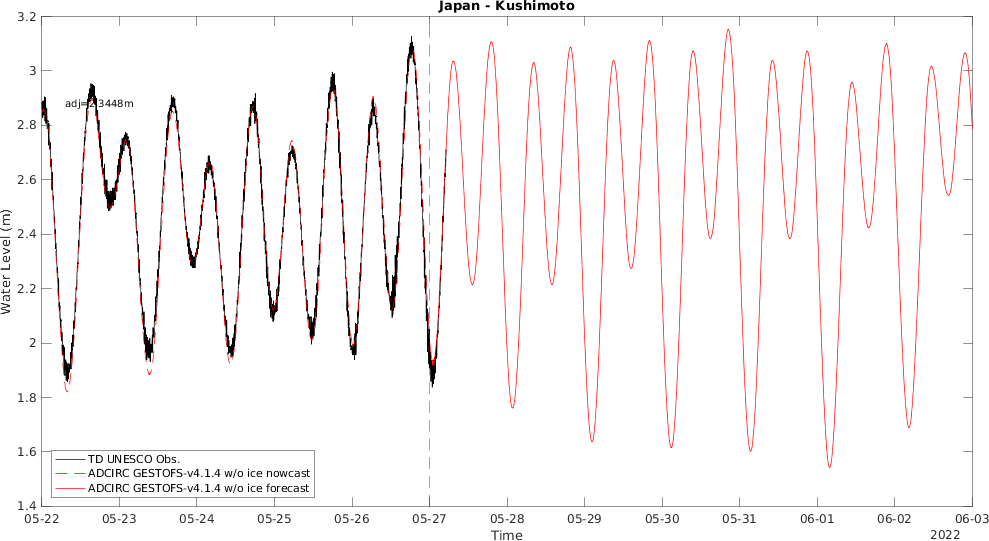 Japan - Kushimoto
3.2
3
2.8
2.6
2.4
2.2
2
1.8
1.6
1.4
Water Level (m)
adj=2.3448m
TD UNESCO Obs.
ADCIRC GESTOFS-v4.1.4 w/o ice nowcast
ADCIRC GESTOFS-v4.1.4 w/o ice forecast
05-22 05-23 05-24 05-25 05-26 05-27 05-28 05-29 05-30 05-31 06-01 06-02 06-03
Time
2022